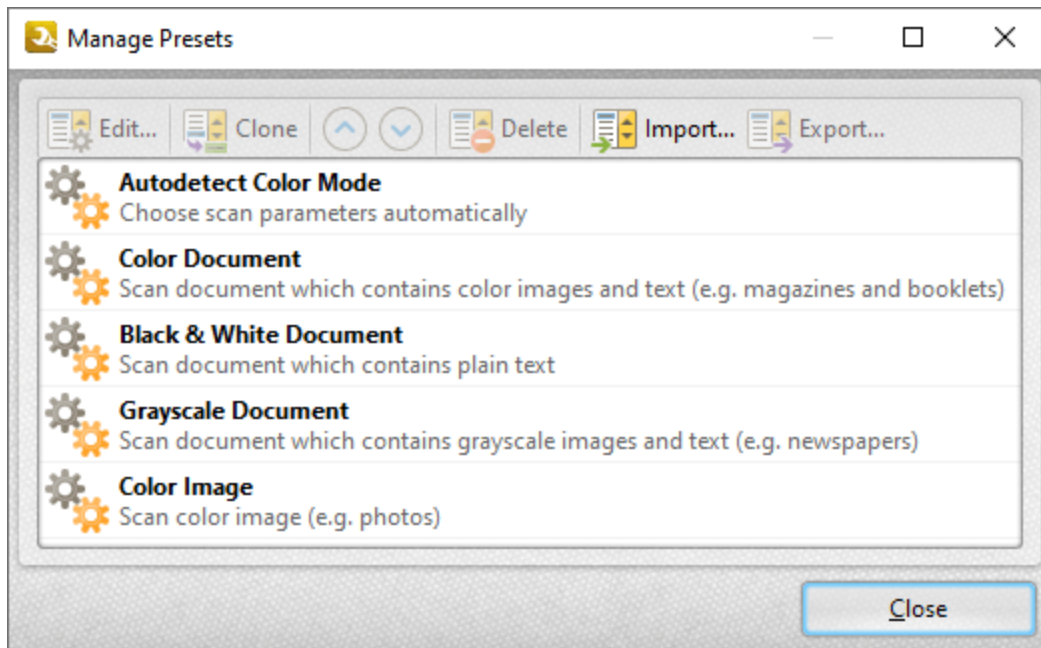 Manage Presets
Edit... Clone Delete Import... Export...
Autodetect Color Mode
Choose scan parameters automatically
Color Document
Scan document which contains color images and text (e.g. magazines and booklets)
Black & White Document
Scan document which contains plain text
Grayscale Document
Scan document which contains grayscale images and text (e.g. newspapers)
Color Image
Scan color image (e.g. photos)
Close